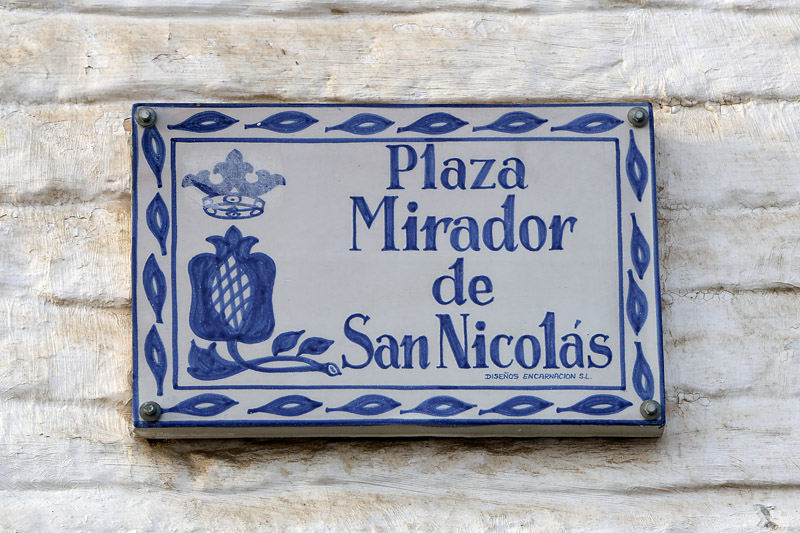 Plaza
Mirador
de
San Nicolás
DISEÑOS ENCARNACION S.L.